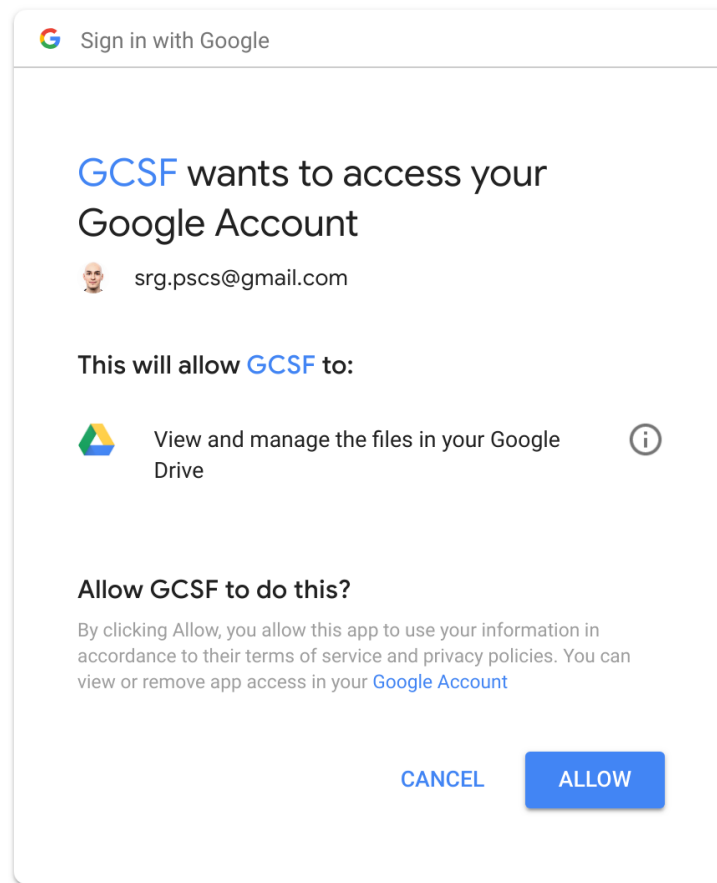 Sign in with Google
GCSF wants to access your
Google Account
srg.pscs@gmail.com
This will allow GCSF to:
View and manage the files in your Google
Drive
Allow GCSF to do this?
By clicking Allow, you allow this app to use your information in
accordance to their terms of service and privacy policies. You can
view or remove app access in your Google Account
CANCEL
ALLOW